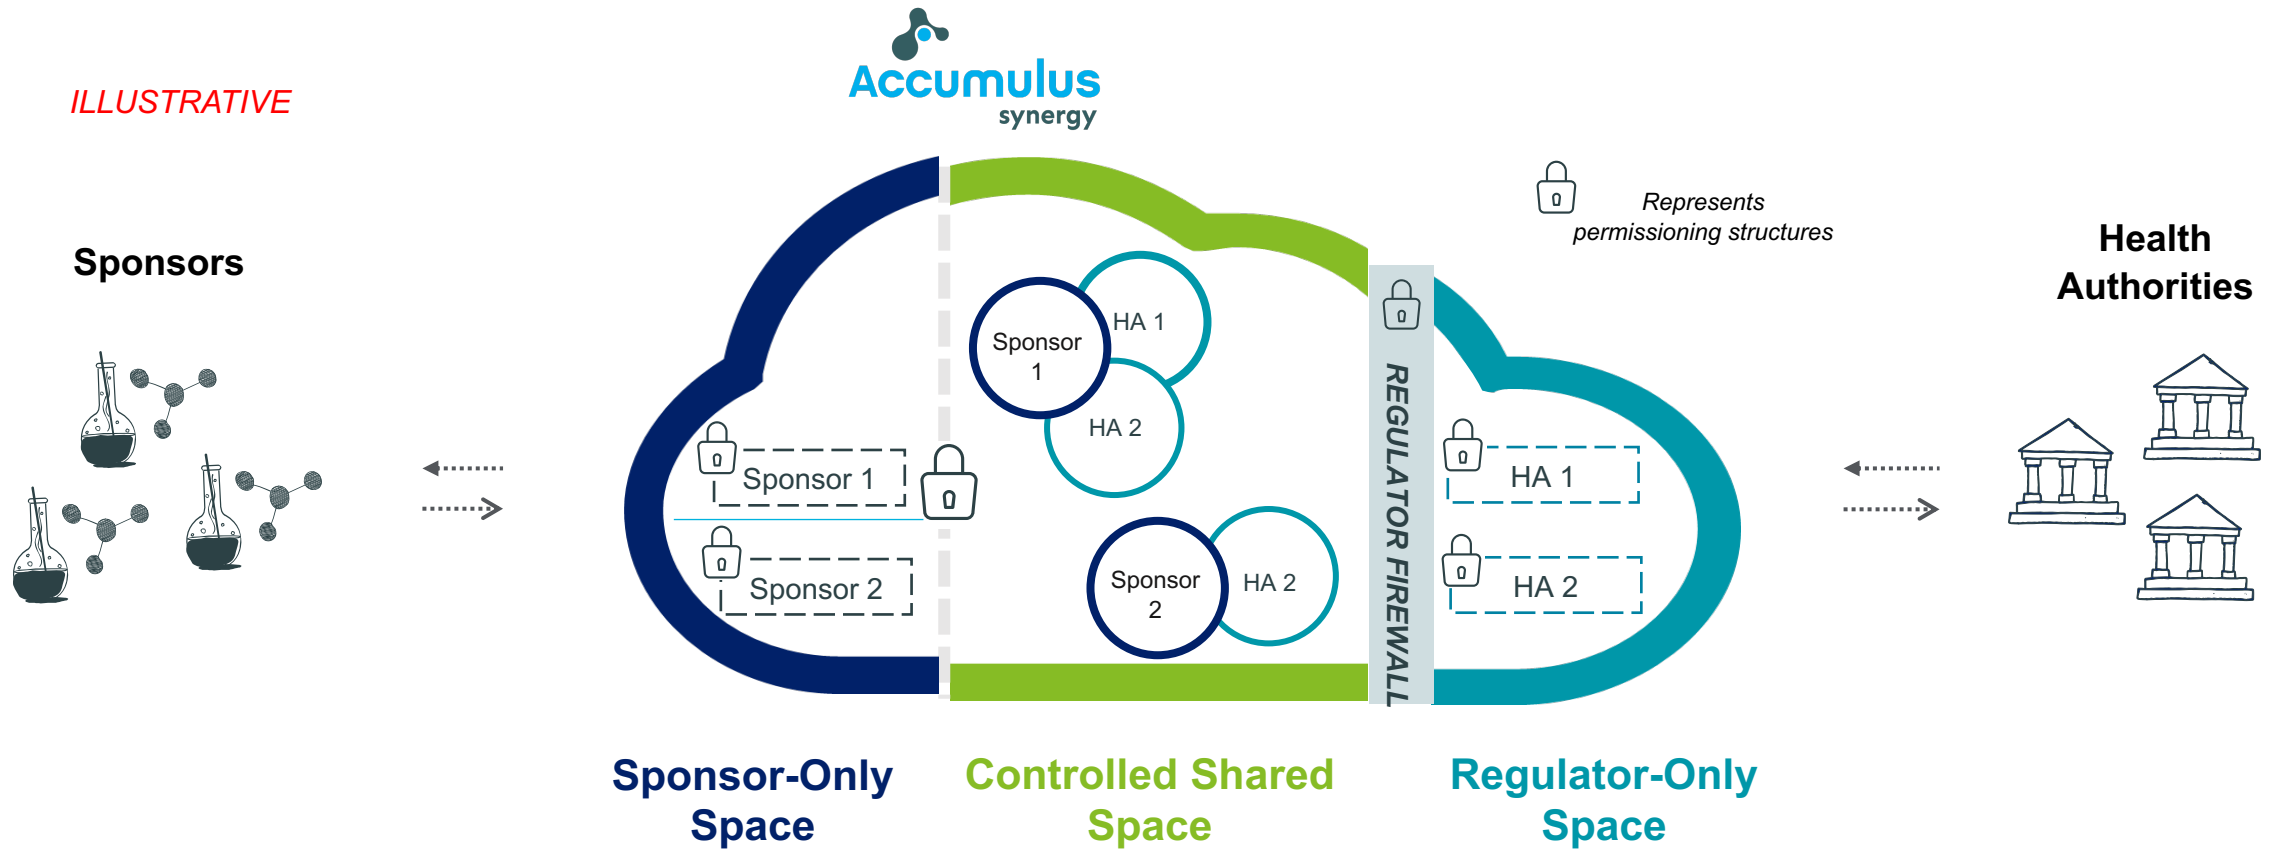 Accumulus
synergy
ILLUSTRATIVE
Represents
permissioning structures
Sponsors
Health
Authorities
HA 1
Sponsor
1
HA 2
Sponsor 1
Sponsor 2
Sponsor
2
HA 2
REGULATOR FIREWALL
HA 1
HA 2
Sponsor-Only
Space
Controlled Shared
Space
Regulator-Only
Space